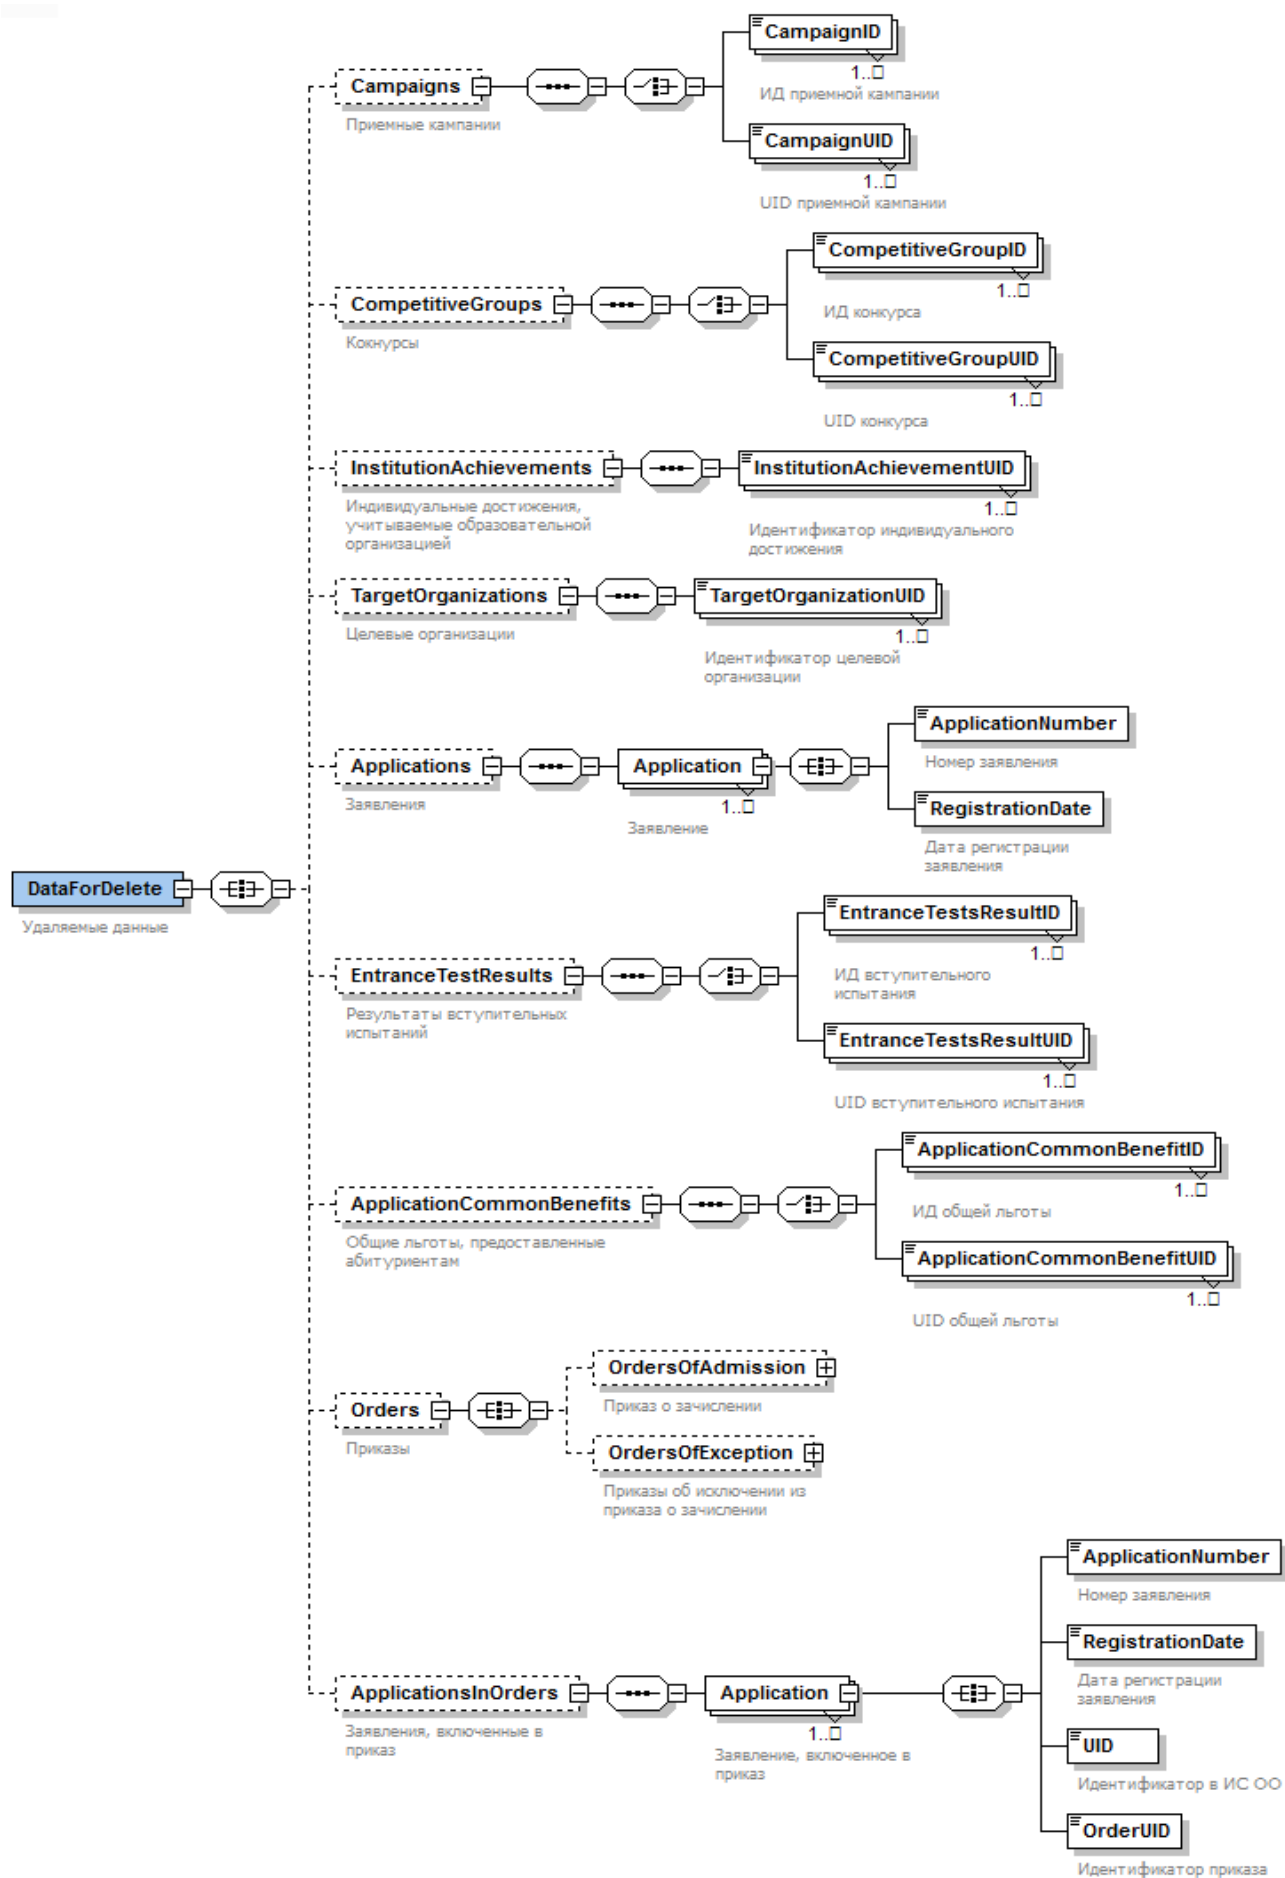 CampaignID
1..□
ИД приемной кампании
Campaigns
Приемные кампании
CampaignUID
1..□
UID приемной кампании
CompetitiveGroupID
1..□
ИД конкурса
CompetitiveGroups
Кокнурсы
CompetitiveGroupUID
1..□
UID конкурса
InstitutionAchievements
Индивидуальные достижения,
учитываемые образовательной
организацией
InstitutionAchievementUID
1..□
Идентификатор индивидуального
достижения
TargetOrganizations
Целевые организации
TargetOrganizationUID
1..□
Идентификатор целевой
организации
Applications
Заявления
Application
1..□
Заявление
ApplicationNumber
Номер заявления
RegistrationDate
Дата регистрации
заявления
DataForDelete
Удаляемые данные
EntranceTestResults
Результаты вступительных
испытаний
EntranceTestsResultID
1..□
ИД вступительного
испытания
EntranceTestsResultUID
1..□
UID вступительного испытания
ApplicationCommonBenefits
Общие льготы, предоставленные
абитуриентам
ApplicationCommonBenefitID
1..□
ИД общей льготы
ApplicationCommonBenefitUID
1..□
UID общей льготы
Orders
Приказы
OrdersOfAdmission
Приказ о зачислении
OrdersOfException
Приказы об исключении из
приказа о зачислении
ApplicationsInOrders
Заявления, включенные в
приказ
Application
1..□
Заявление, включенное в
приказ
ApplicationNumber
Номер заявления
RegistrationDate
Дата регистрации
заявления
UID
Идентификатор в ИС ОО
OrderUID
Идентификатор приказа